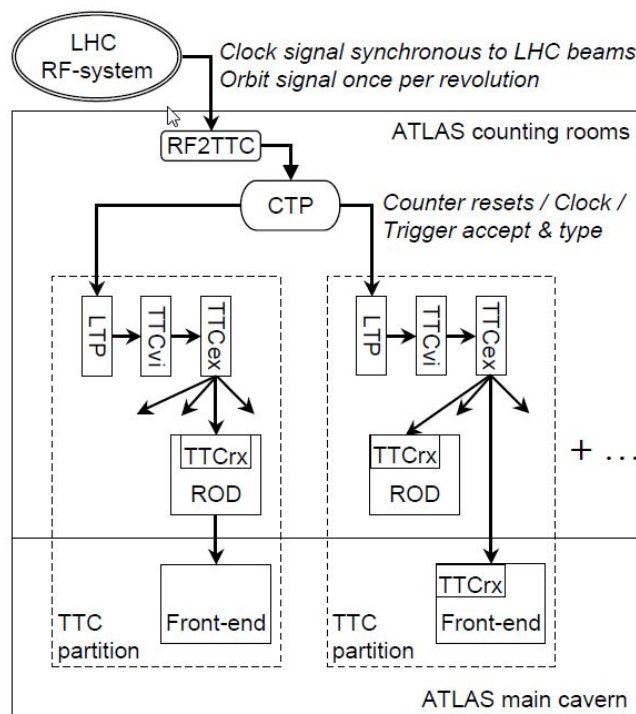 LHC
RF-system
Clock signal synchronous to LHC beams
Orbit signal once per revolution
ATLAS counting rooms
RF2TTC
CTP
Counter resets / Clock /
Trigger accept & type
LTP
TTCvi
TTCex
LTP
TTCvi
TTCex
TTCrx
ROD
TTCrx
ROD
+ ...
TTC
partition
Front-end
TTC
partition
TTCrx
Front-end
ATLAS main cavern